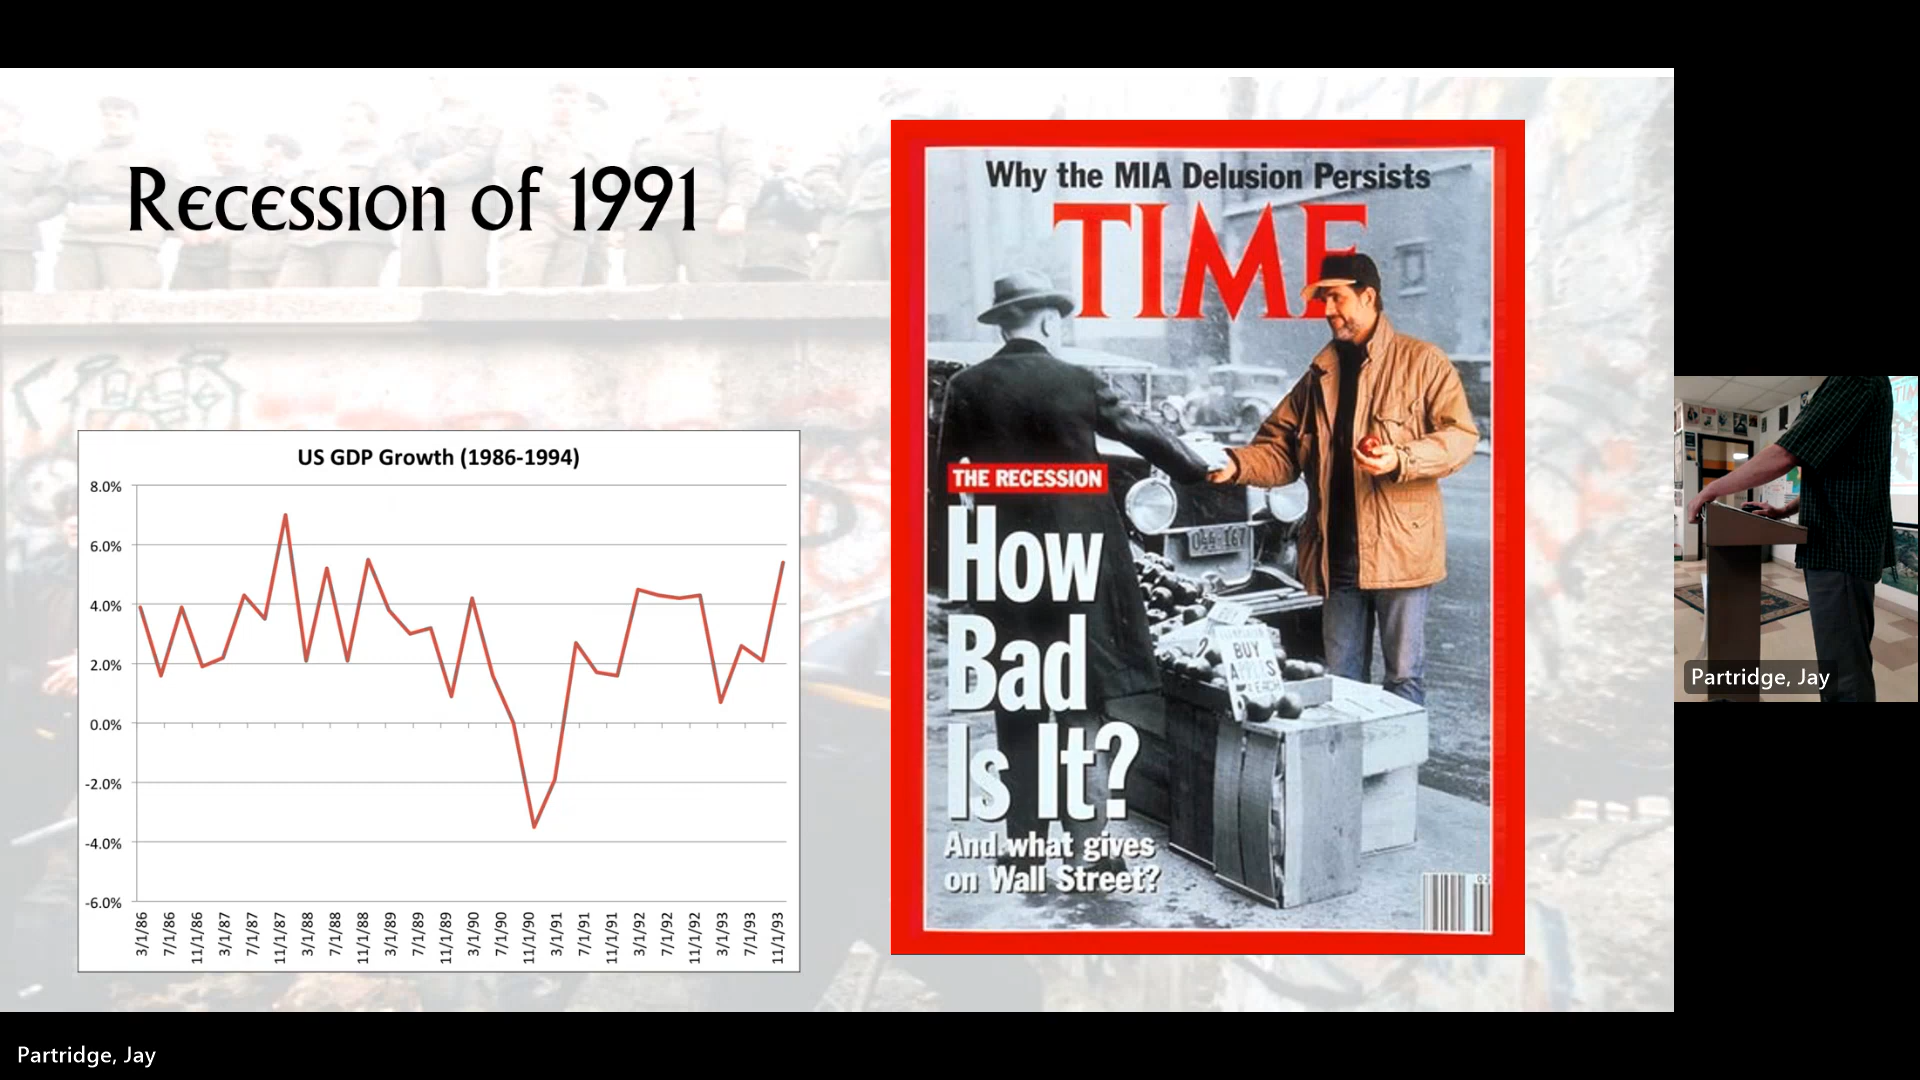 Recession of 1991
US GDP Growth (1986-1994)
8.0%
6.0%
4.0%
2.0%
0.0%
-2.0%
-4.0%
-6.0%
3/1/86
7/1/86
11/1/86
3/1/87
7/1/87
11/1/87
3/1/88
7/1/88
11/1/88
3/1/89
7/1/89
11/1/89
3/1/90
7/1/90
11/1/90
3/1/91
7/1/91
11/1/91
3/1/92
7/1/92
11/1/92
3/1/93
7/1/93
11/1/93
Why the MIA Delusion Persists
TIME
THE RECESSION
How
Bad
Is It?
And what gives
on Wall Street?
BUY
APPLES
Partridge, Jay
Partridge, Jay